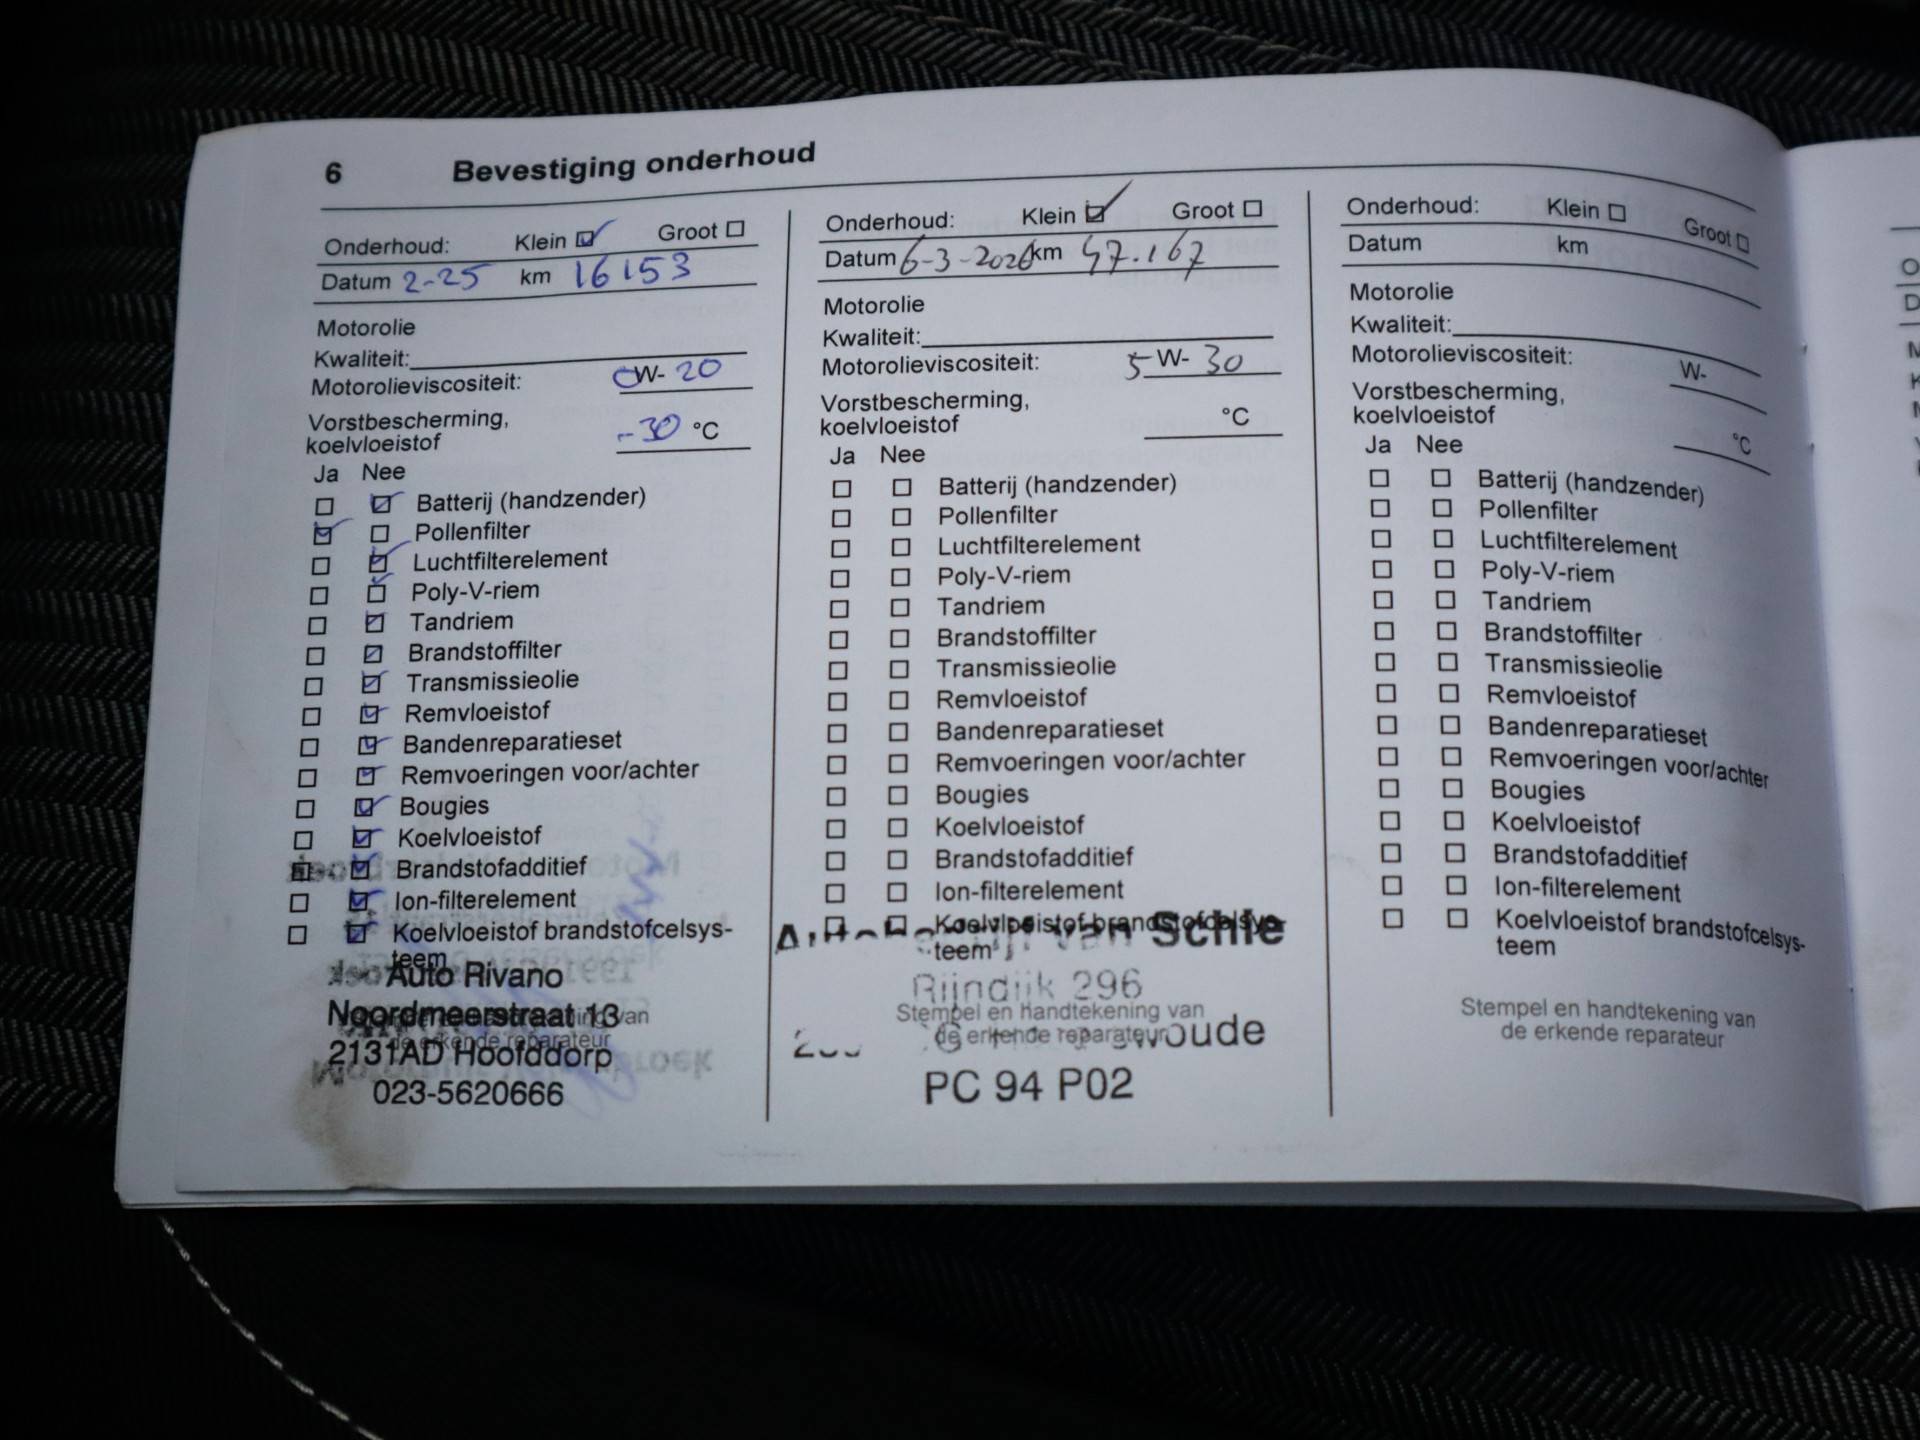 6 Bevestiging onderhoud
Onderhoud: Klein Groot
Datum 2-25 km 16153
Motorolie
Kwaliteit:
Motorolieviscositeit: 0W- 20
Vorstbescherming,
koelvloeistof -30 °C
Ja Nee
Batterij (handzender)
Pollenfilter
Luchtfilterelement
Poly-V-riem
Tandriem
Brandstoffilter
Transmissieolie
Remvloeistof
Bandenreparatieset
Remvoeringen voor/achter
Bougies
Koelvloeistof
Brandstofadditief
Ion-filterelement
Koelvloeistof brandstofcelsys-
teem
Auto Rivano
Noordmeerstraat 13
2131AD Hoofddorp
023-5620666
van
de erkende reparateur
Onderhoud: Klein Groot
Datum 6-3-2026 km 47.167
Motorolie
Kwaliteit:
Motorolieviscositeit: 5 W- 30
Vorstbescherming,
koelvloeistof °C
Ja Nee
Batterij (handzender)
Pollenfilter
Luchtfilterelement
Poly-V-riem
Tandriem
Brandstoffilter
Transmissieolie
Remvloeistof
Bandenreparatieset
Remvoeringen voor/achter
Bougies
Koelvloeistof
Brandstofadditief
Ion-filterelement
Koelvloeistof brandstofcelsys-
teem
van Schie
Rijndijk 296
Stempel en handtekening van
de erkende reparateur
PC 94 P02
Onderhoud: Klein Groot
Datum km
Motorolie
Kwaliteit:
Motorolieviscositeit: W-
Vorstbescherming,
koelvloeistof °C
Ja Nee
Batterij (handzender)
Pollenfilter
Luchtfilterelement
Poly-V-riem
Tandriem
Brandstoffilter
Transmissieolie
Remvloeistof
Bandenreparatieset
Remvoeringen voor/achter
Bougies
Koelvloeistof
Brandstofadditief
Ion-filterelement
Koelvloeistof brandstofcelsys-
teem
Stempel en handtekening van
de erkende reparateur